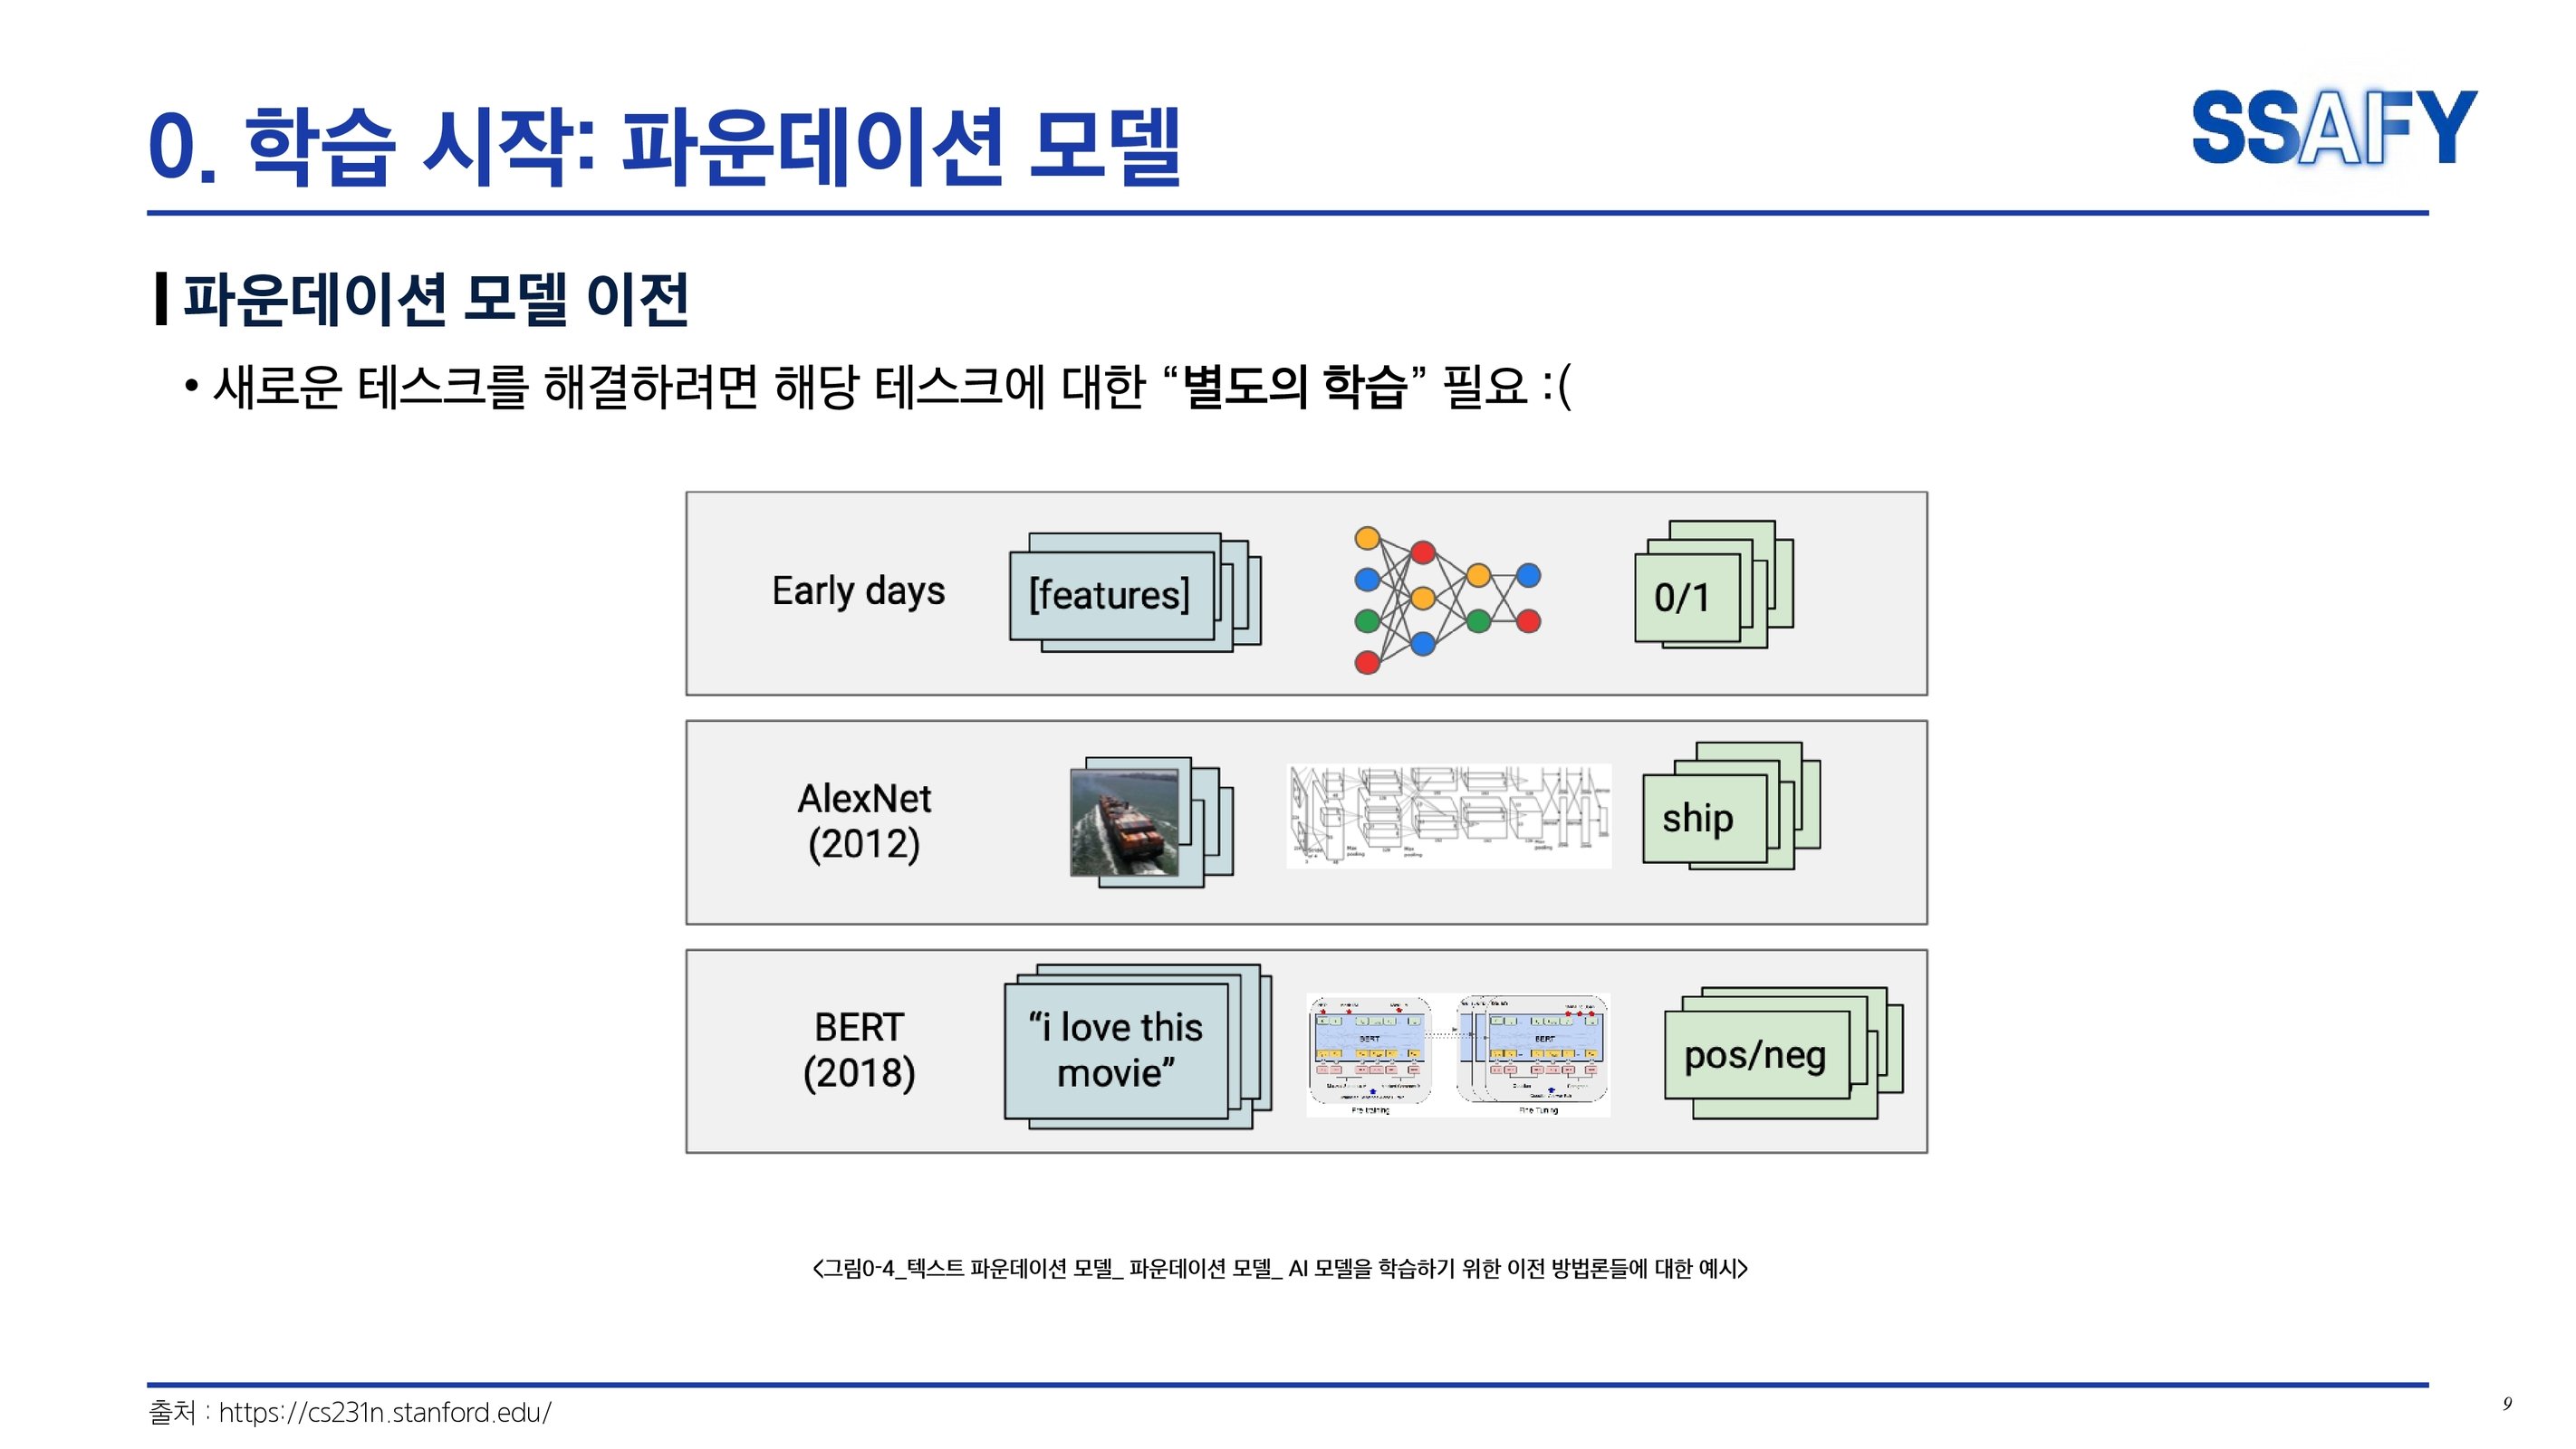 0. 학습 시작: 파운데이션 모델
SSAFY
파운데이션 모델 이전
• 새로운 테스크를 해결하려면 해당 테스크에 대한 “별도의 학습” 필요 :(
Early days
[features]
0/1
AlexNet
(2012)
ship
BERT
(2018)
“i love this
movie”
BERT
BERT
Pre-training
Fine-Tuning
pos/neg
<그림0-4_텍스트 파운데이션 모델_ 파운데이션 모델_ AI 모델을 학습하기 위한 이전 방법론들에 대한 예시>
출처 : https://cs231n.stanford.edu/
9